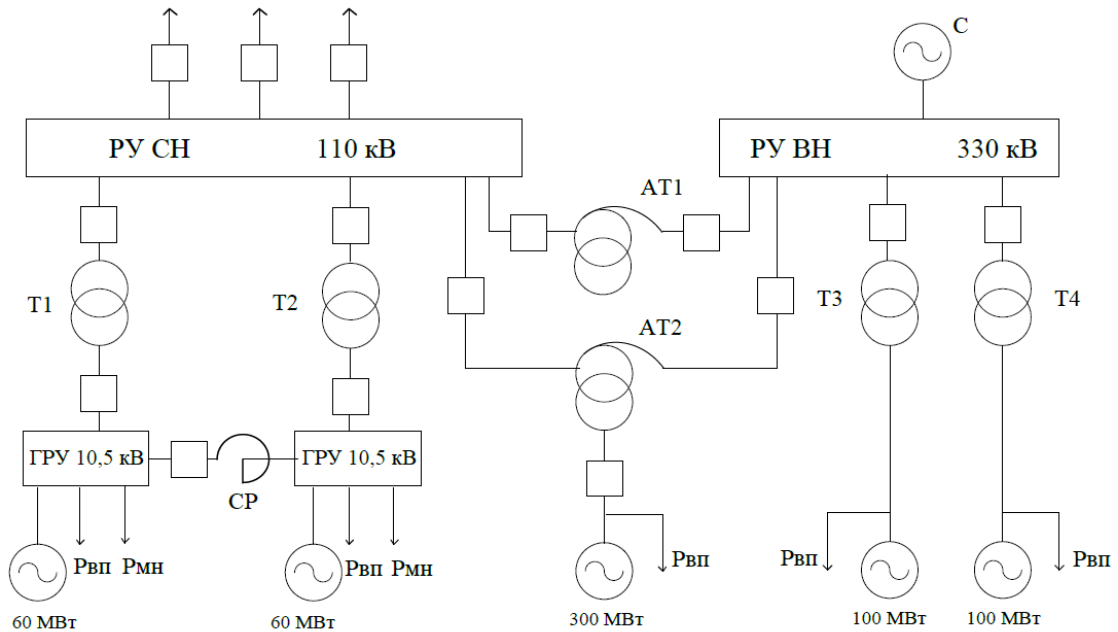 С
РУ СН 110 кВ
РУ ВН 330 кВ
АТ1
Т1
Т2
АТ2
Т3
Т4
ГРУ 10,5 кВ
ГРУ 10,5 кВ
СР
Рвп Рмн
Рвп Рмн
Рвп
Рвп
Рвп
60 МВт
60 МВт
300 МВт
100 МВт
100 МВт